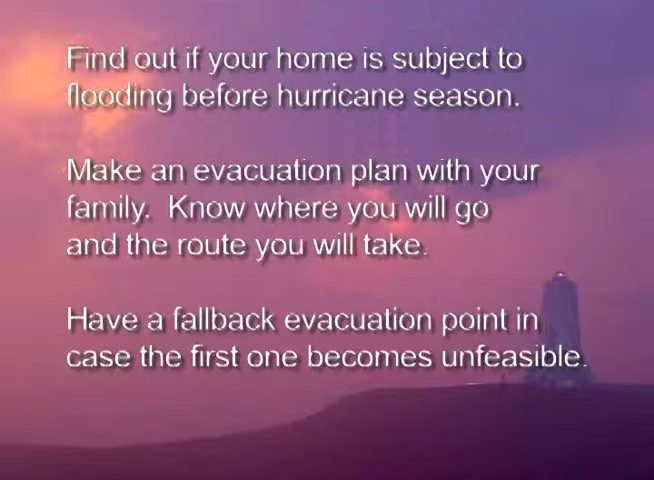 Find out if your home is subject to
flooding before hurricane season.
Make an evacuation plan with your
family.  Know where you will go
and the route you will take.
Have a fallback evacuation point in
case the first one becomes unfeasible.